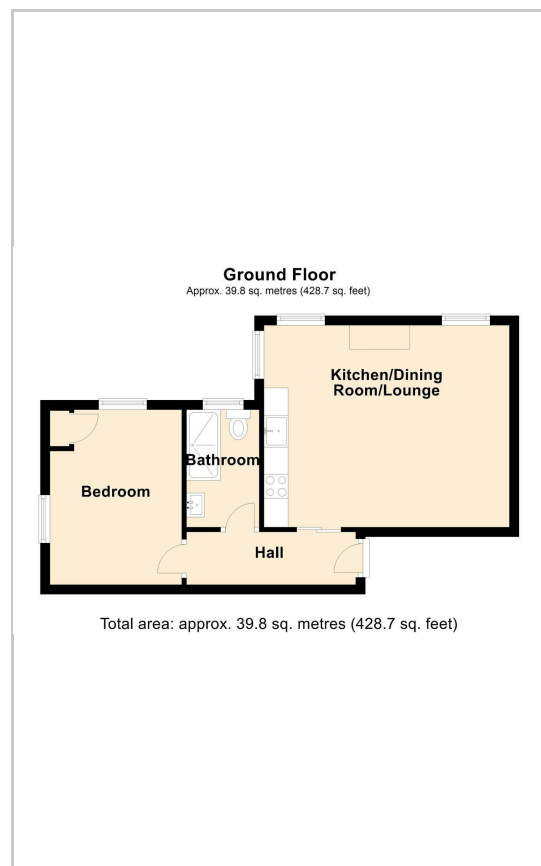 Ground Floor
Approx. 39.8 sq. metres (428.7 sq. feet)
Kitchen/Dining
Room/Lounge
Bathroom
Bedroom
Hall
Total area: approx. 39.8 sq. metres (428.7 sq. feet)